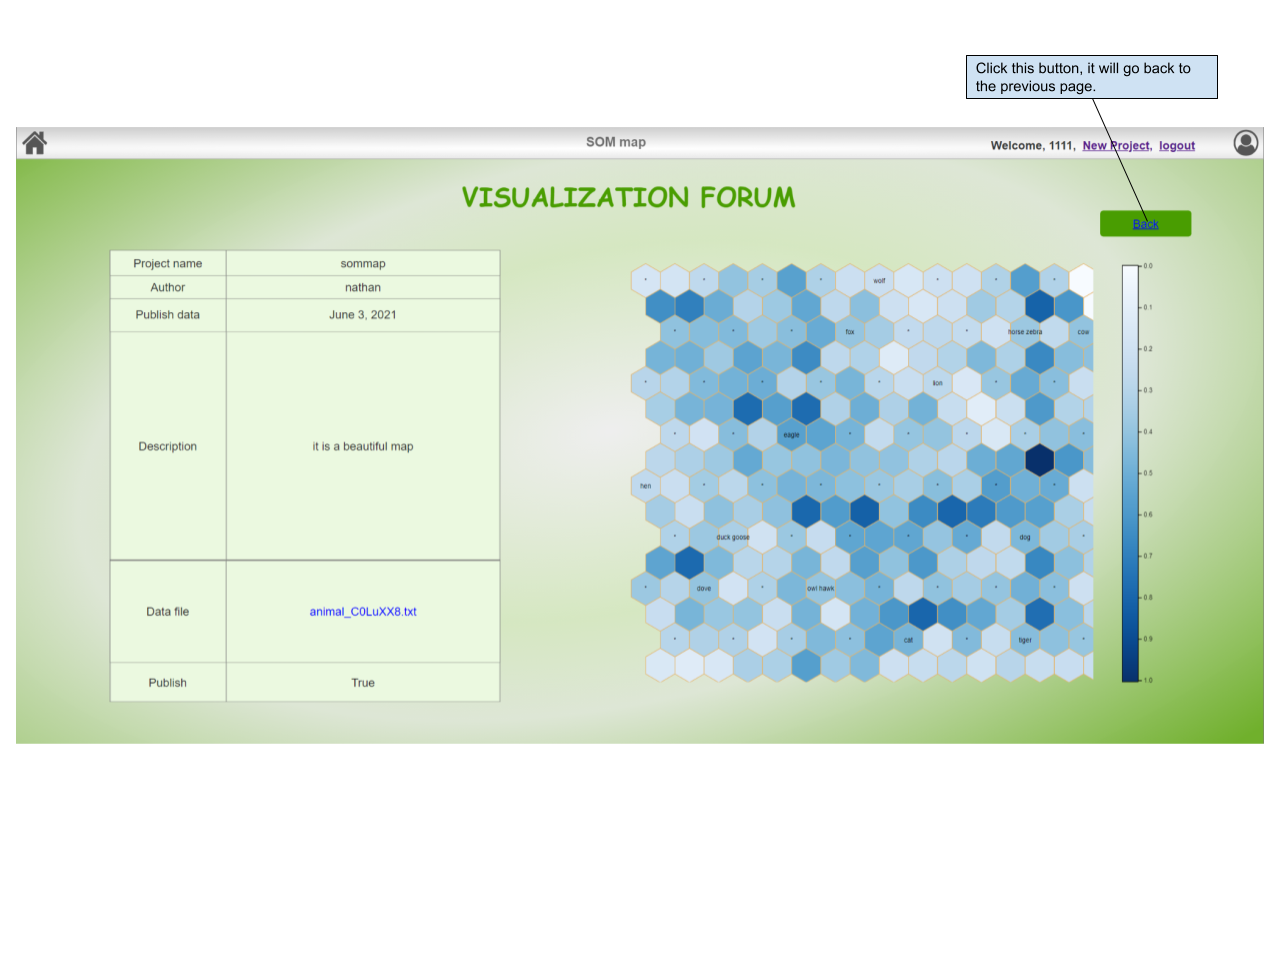 Click this button, it will go back to
the previous page.
SOM map
Welcome, 1111, New Project, logout
VISUALIZATION FORUM
Back
Project name sommap
Author nathan
Publish data June 3, 2021
Description it is a beautiful map
Data file animal_C0LuXX8.txt
Publish True
wolf
fox horse zebra cow
lion
eagle
hen
duck goose dog
dove owl hawk
cat tiger
0.0
0.1
0.2
0.3
0.4
0.5
0.6
0.7
0.8
0.9
1.0